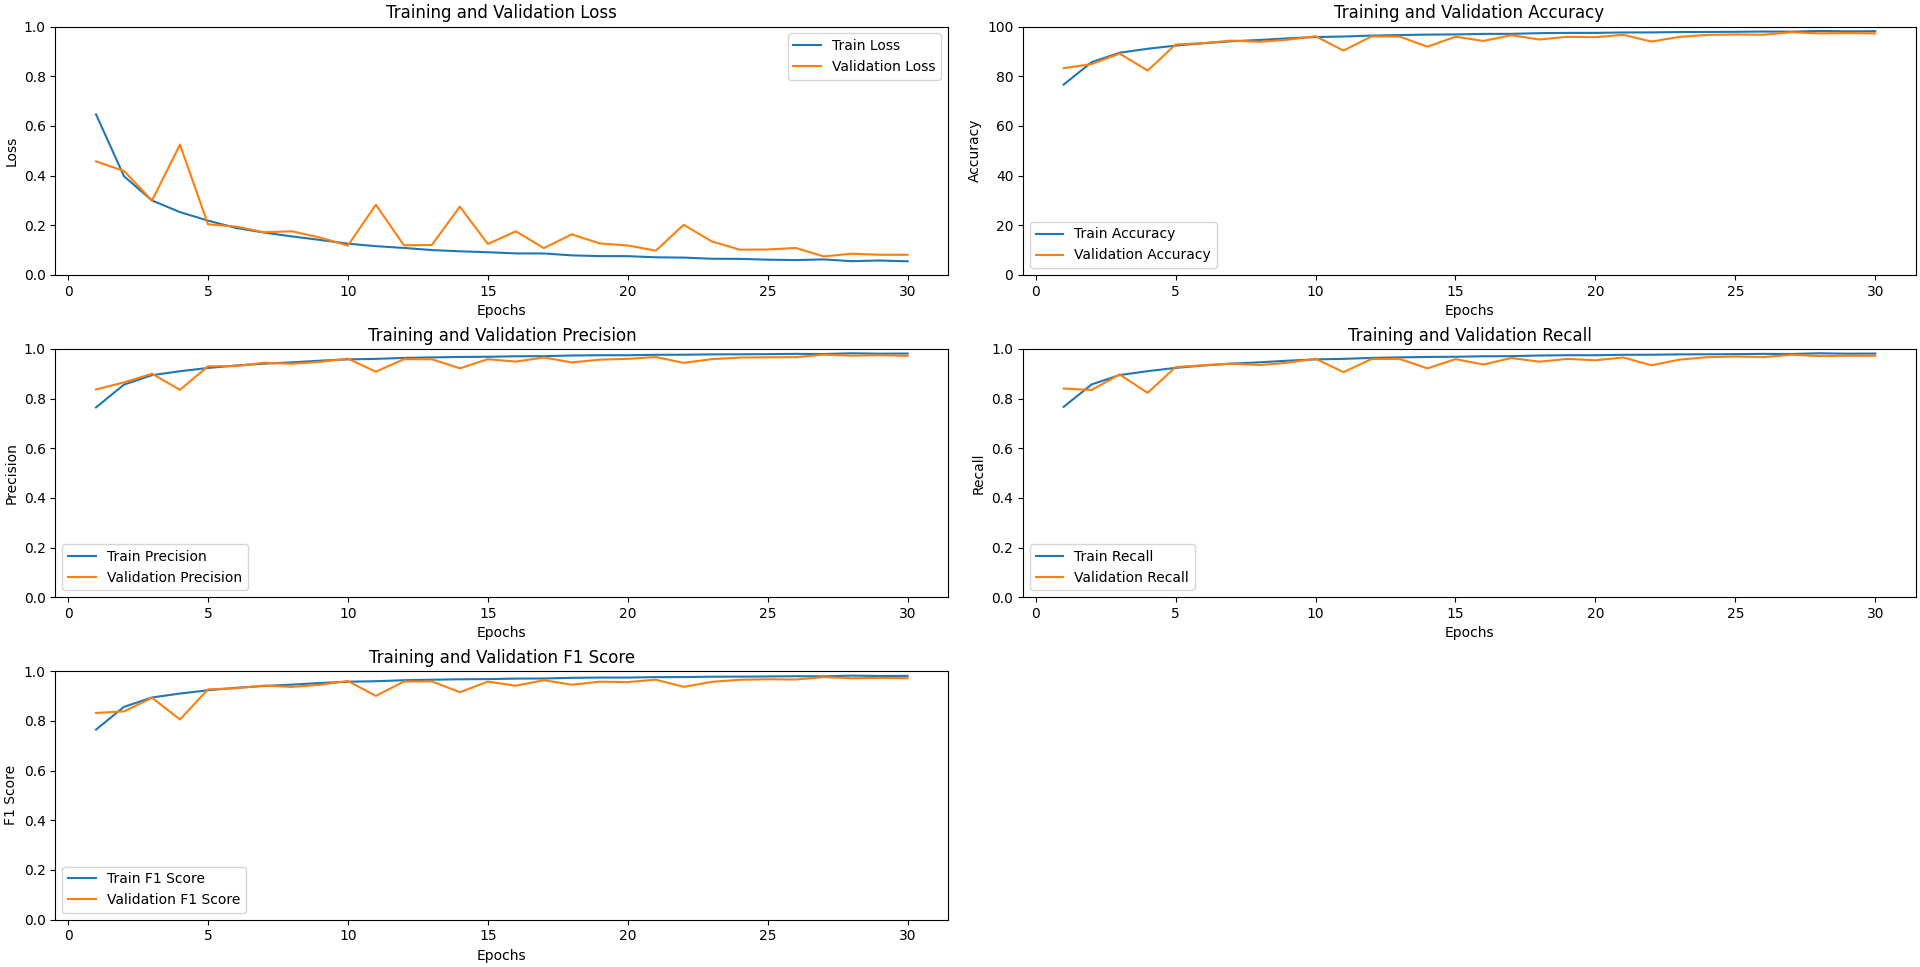 Training and Validation Loss
1.0
0.8
0.6
0.4
0.2
0.0
Loss
Train Loss
Validation Loss
0 5 10 15 20 25 30
Epochs
Training and Validation Accuracy
100
80
60
40
20
0
Accuracy
Train Accuracy
Validation Accuracy
0 5 10 15 20 25 30
Epochs
Training and Validation Precision
1.0
0.8
0.6
0.4
0.2
0.0
Precision
Train Precision
Validation Precision
0 5 10 15 20 25 30
Epochs
Training and Validation Recall
1.0
0.8
0.6
0.4
0.2
0.0
Recall
Train Recall
Validation Recall
0 5 10 15 20 25 30
Epochs
Training and Validation F1 Score
1.0
0.8
0.6
0.4
0.2
0.0
F1 Score
Train F1 Score
Validation F1 Score
0 5 10 15 20 25 30
Epochs